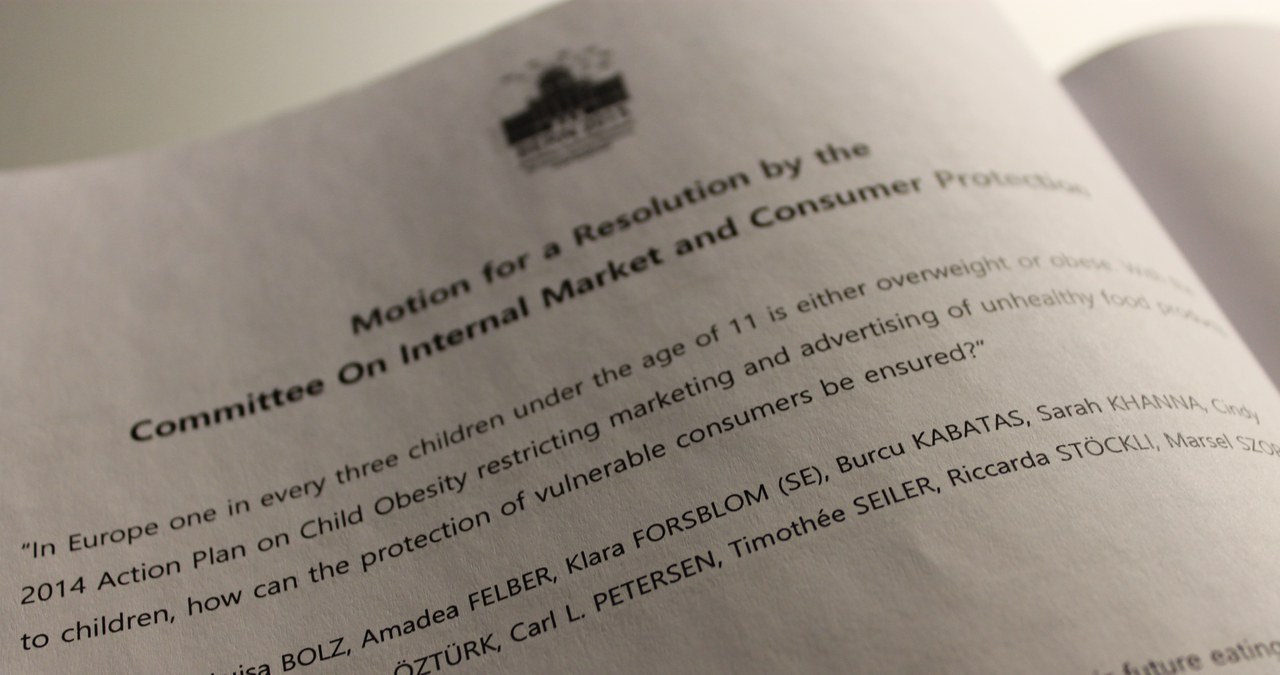 Motion for a Resolution by the
Committee On Internal Market and Consumer Protection
“In Europe one in every three children under the age of 11 is either overweight or obese. With the
2014 Action Plan on Child Obesity restricting marketing and advertising of unhealthy food products
to children, how can the protection of vulnerable consumers be ensured?”
BOLZ, Amadea FELBER, Klara FORSBLOM (SE), Burcu KABATAS, Sarah KHANNA, Cindy
ÖZTÜRK, Carl L. PETERSEN, Timothée SEILER, Riccarda STÖCKLI, Marsel
future eating